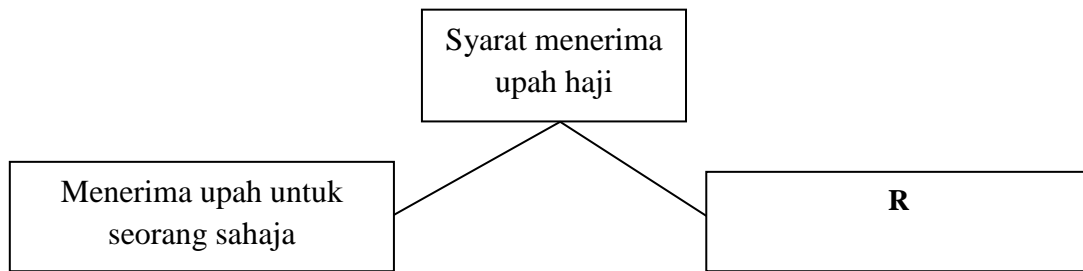 Syarat menerima
upah haji
Menerima upah untuk
seorang sahaja
R